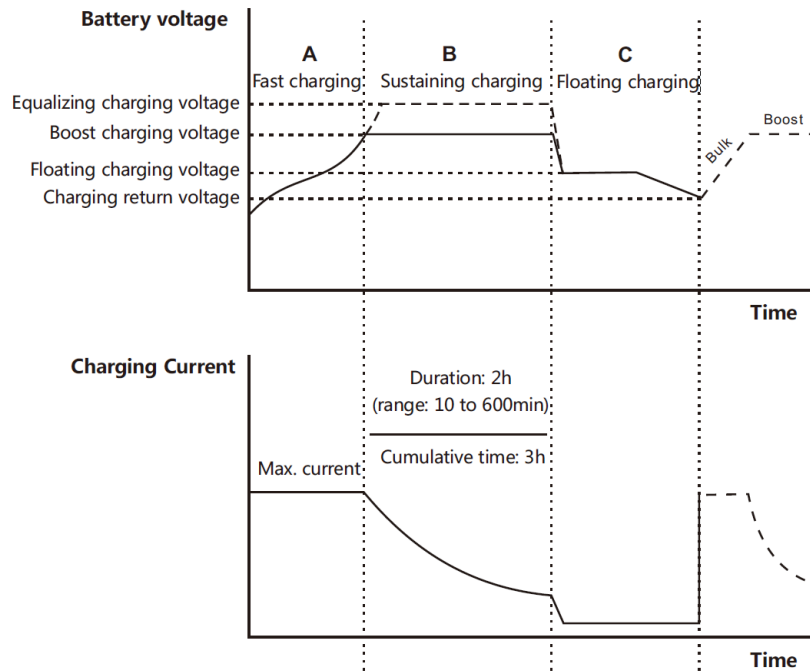 Battery voltage
A
B
C
Fast charging
Sustaining charging
Floating charging
Equalizing charging voltage
Boost charging voltage
Floating charging voltage
Charging return voltage
Bulk
Boost
Time
Charging Current
Duration: 2h
(range: 10 to 600min)
Cumulative time: 3h
Max. current
Time